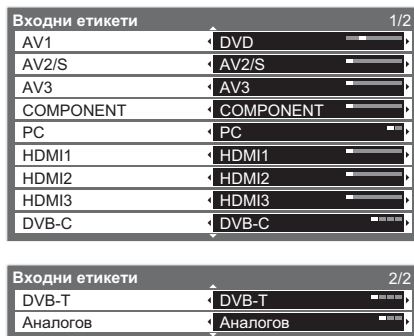 Входни етикети 1/2
AV1 DVD
AV2/S AV2/S
AV3 AV3
COMPONENT COMPONENT
PC PC
HDMI1 HDMI1
HDMI2 HDMI2
HDMI3 HDMI3
DVB-C DVB-C
Входни етикети 2/2
DVB-T DVB-T
Аналогов Аналогов